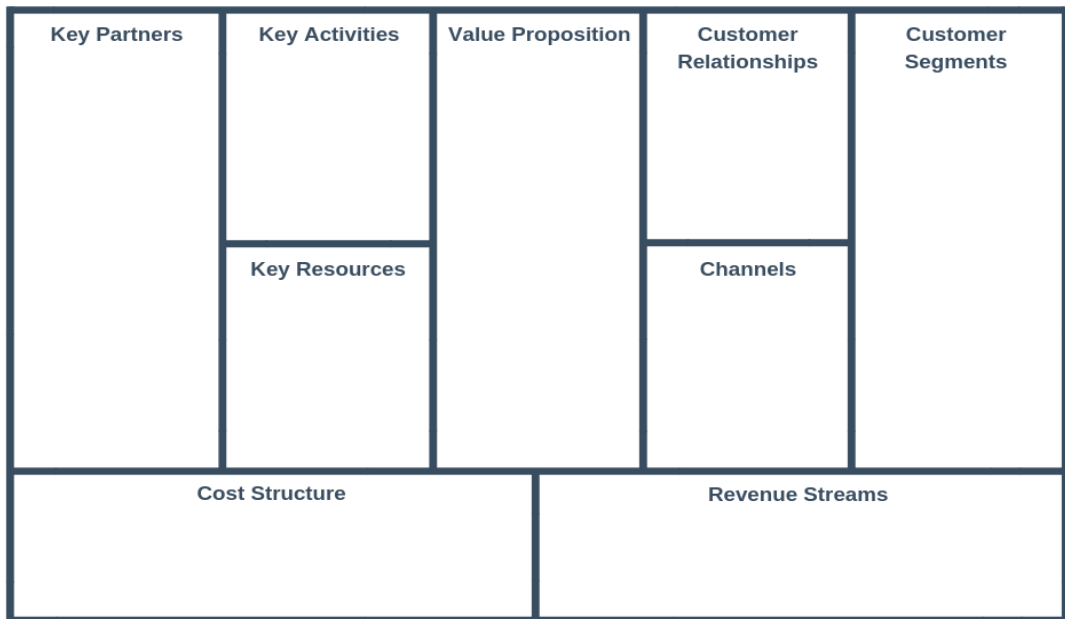 Key Partners
Key Activities
Value Proposition
Customer
Relationships
Customer
Segments
Key Resources
Channels
Cost Structure
Revenue Streams